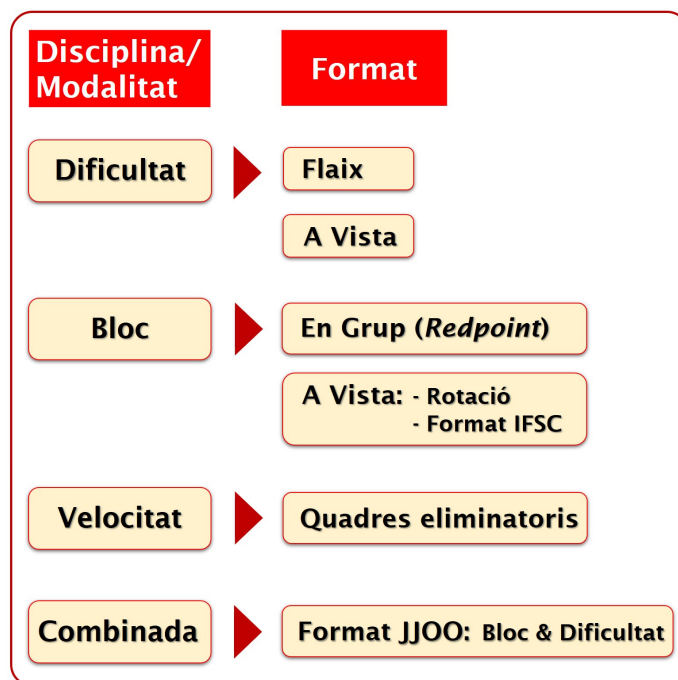 Disciplina/
Modalitat
Format
Dificultat
Flaix
A Vista
Bloc
En Grup (Redpoint)
A Vista: - Rotació
- Format IFSC
Velocitat
Quadres eliminatoris
Combinada
Format JJOO: Bloc & Dificultat